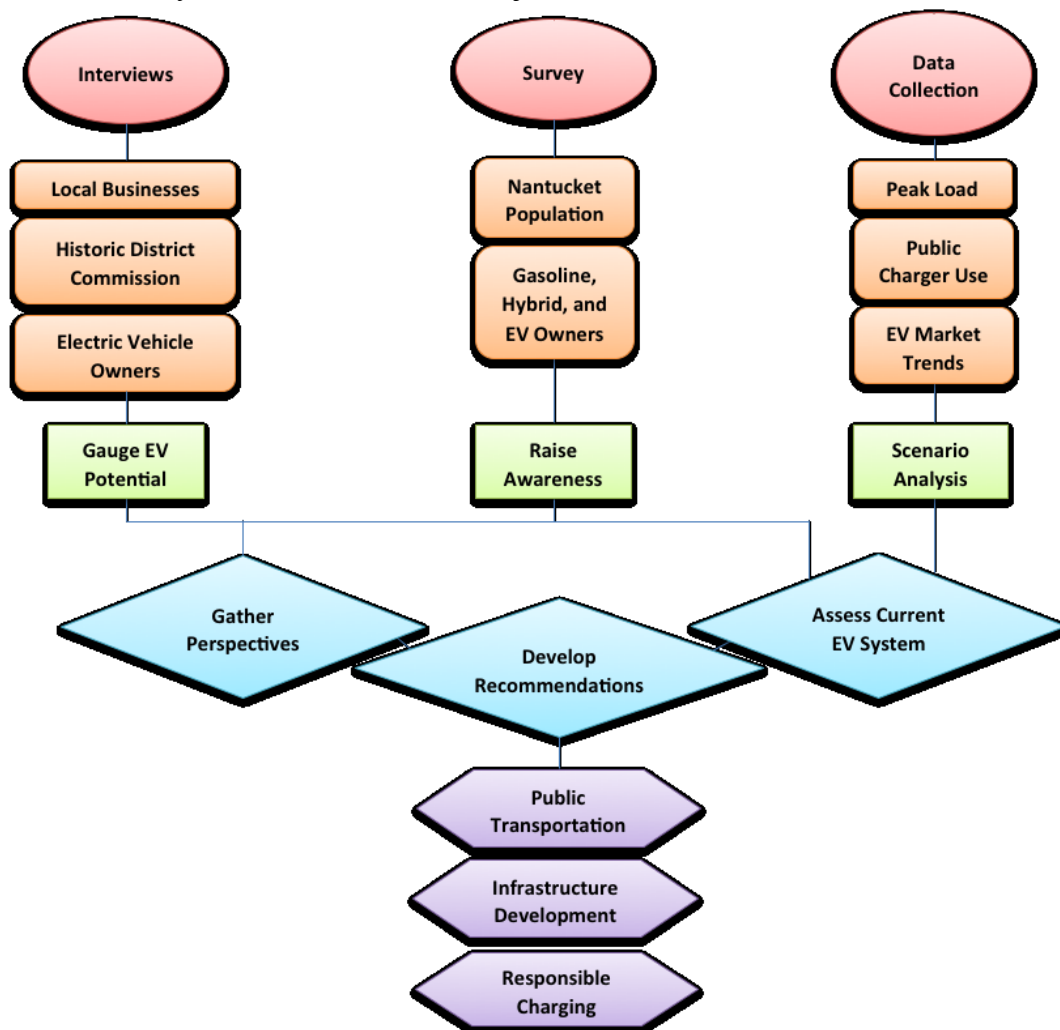 Interviews
Survey
Data
Collection
Local Businesses
Historic District
Commission
Electric Vehicle
Owners
Nantucket
Population
Gasoline,
Hybrid, and
EV Owners
Peak Load
Public
Charger Use
EV Market
Trends
Gauge EV
Potential
Raise
Awareness
Scenario
Analysis
Gather
Perspectives
Develop
Recommendations
Assess Current
EV System
Public
Transportation
Infrastructure
Development
Responsible
Charging